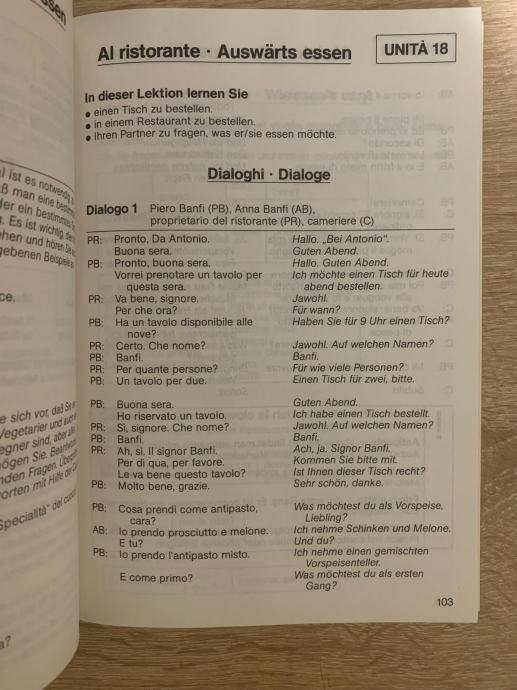 Al ristorante · Auswärts essen
UNITÀ 18
In dieser Lektion lernen Sie
● einen Tisch zu bestellen.
● in einem Restaurant zu bestellen.
● Ihren Partner zu fragen, was er/sie essen möchte.
Dialoghi · Dialoge
Dialogo 1 Piero Banfi (PB), Anna Banfi (AB),
proprietario del ristorante (PR), cameriere (C)
PR: Pronto, Da Antonio. Hallo. „Bei Antonio“.
Buona sera. Guten Abend.
PB: Pronto, buona sera. Hallo. Guten Abend.
Vorrei prenotare un tavolo per Ich möchte einen Tisch für heute
questa sera. abend bestellen.
PR: Va bene, signore. Jawohl.
Per che ora? Für wann?
PB: Ha un tavolo disponibile alle Haben Sie für 9 Uhr einen Tisch?
nove?
PR: Certo. Che nome? Jawohl. Auf welchen Namen?
PB: Banfi. Banfi.
PR: Per quante persone? Für wie viele Personen?
PB: Un tavolo per due. Einen Tisch für zwei, bitte.
PB: Buona sera. Guten Abend.
Ho riservato un tavolo. Ich habe einen Tisch bestellt.
PR: Sì, signore. Che nome? Jawohl. Auf welchen Namen?
PB: Banfi. Banfi.
PR: Ah, sì. Il signor Banfi. Ach, ja. Signor Banfi.
Per di qua, per favore. Kommen Sie bitte mit.
Le va bene questo tavolo? Ist Ihnen dieser Tisch recht?
PB: Molto bene, grazie. Sehr schön, danke.
PB: Cosa prendi come antipasto, Was möchtest du als Vorspeise,
cara? Liebling?
AB: Io prendo prosciutto e melone. Ich nehme Schinken und Melone.
E tu? Und du?
PB: Io prendo l'antipasto misto. Ich nehme einen gemischten
Vorspeisenteller.
E come primo? Was möchtest du als ersten
Gang?
103